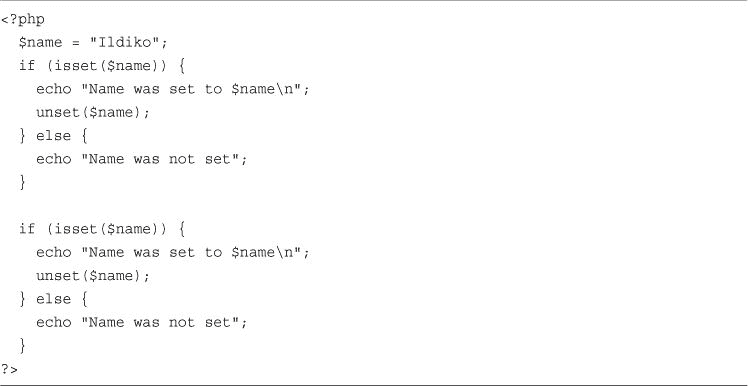 <?php
  $name = "Ildiko";
  if (isset($name)) {
    echo "Name was set to $name\n";
    unset($name);
  } else {
    echo "Name was not set";
  }

  if (isset($name)) {
    echo "Name was set to $name\n";
    unset($name);
  } else {
    echo "Name was not set";
  }
?>